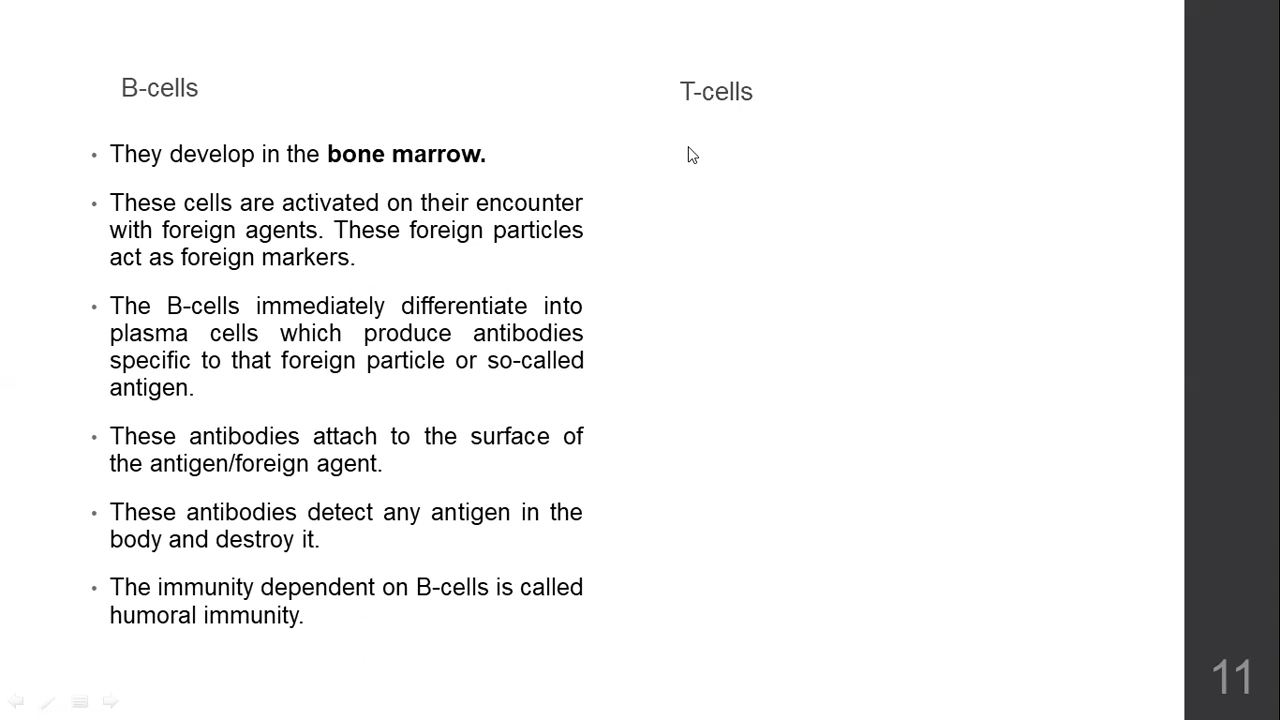 B-cells
They develop in the bone marrow.
These cells are activated on their encounter
with foreign agents. These foreign particles
act as foreign markers.
The B-cells immediately differentiate into
plasma cells which produce antibodies
specific to that foreign particle or so-called
antigen.
These antibodies attach to the surface of
the antigen/foreign agent.
These antibodies detect any antigen in the
body and destroy it.
The immunity dependent on B-cells is called
humoral immunity.
T-cells
11